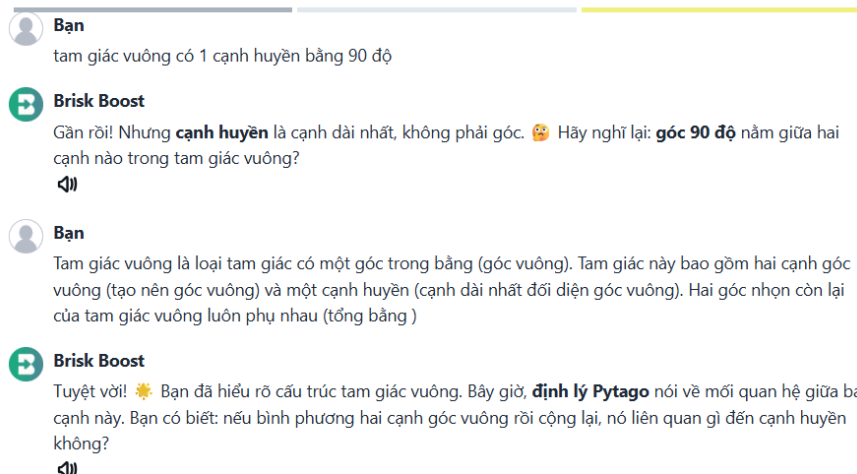 Bạn
tam giác vuông có 1 cạnh huyền bằng 90 độ
Brisk Boost
Gần rồi! Nhưng cạnh huyền là cạnh dài nhất, không phải góc. 🤔 Hãy nghĩ lại: góc 90 độ nằm giữa hai
cạnh nào trong tam giác vuông?
Bạn
Tam giác vuông là loại tam giác có một góc trong bằng (góc vuông). Tam giác này bao gồm hai cạnh góc
vuông (tạo nên góc vuông) và một cạnh huyền (cạnh dài nhất đối diện góc vuông). Hai góc nhọn còn lại
của tam giác vuông luôn phụ nhau (tổng bằng )
Brisk Boost
Tuyệt vời! 🌟 Bạn đã hiểu rõ cấu trúc tam giác vuông. Bây giờ, định lý Pytago nói về mối quan hệ giữa
cạnh này. Bạn có biết: nếu bình phương hai cạnh góc vuông rồi cộng lại, nó liên quan gì đến cạnh huyền
không?